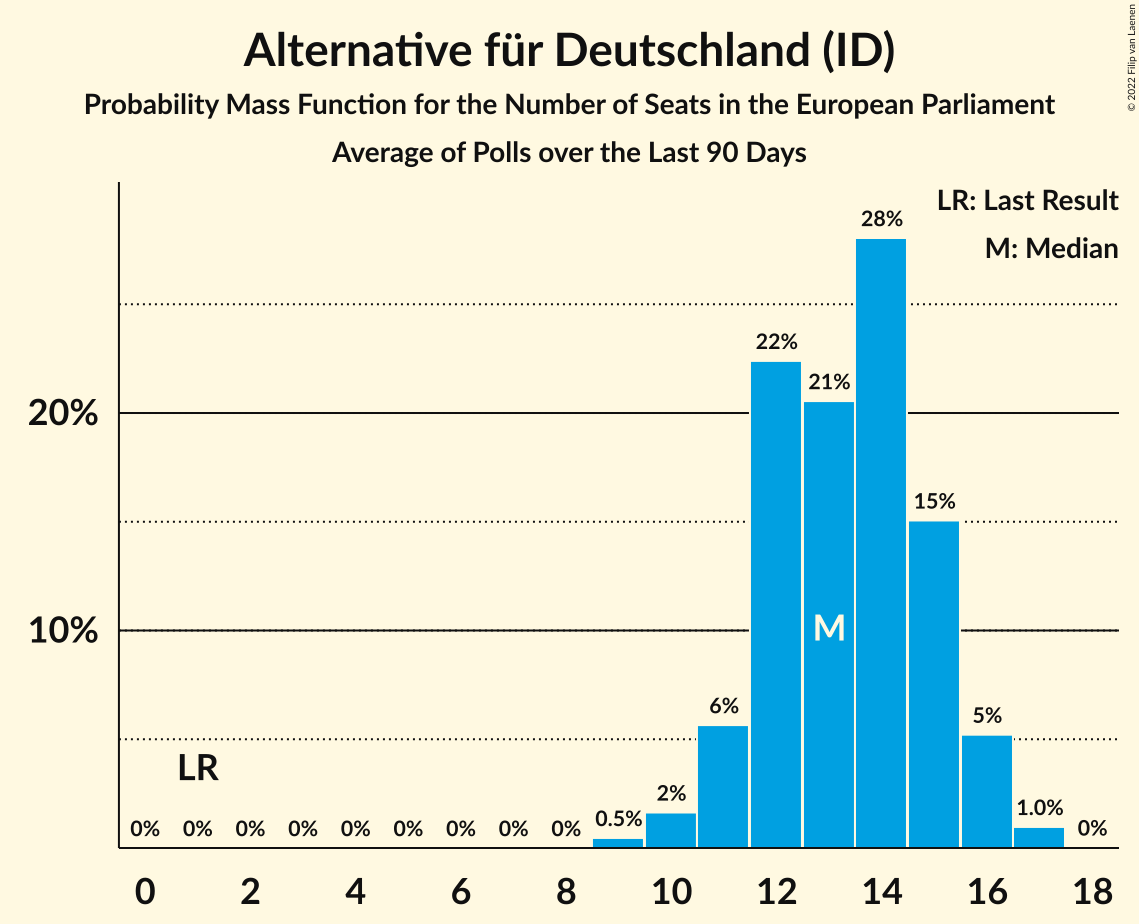 Alternative für Deutschland (ID)
Probability Mass Function for the Number of Seats in the European Parliament
Average of Polls over the Last 90 Days
© 2022 Filip van Laenen
LR: Last Result
M: Median
28%
22%
21%
20%
15%
10%
M
6%
5%
LR
2%
1.0%
0.5%
0% 0% 0% 0% 0% 0% 0% 0% 0% 0%
0 2 4 6 8 10 12 14 16 18